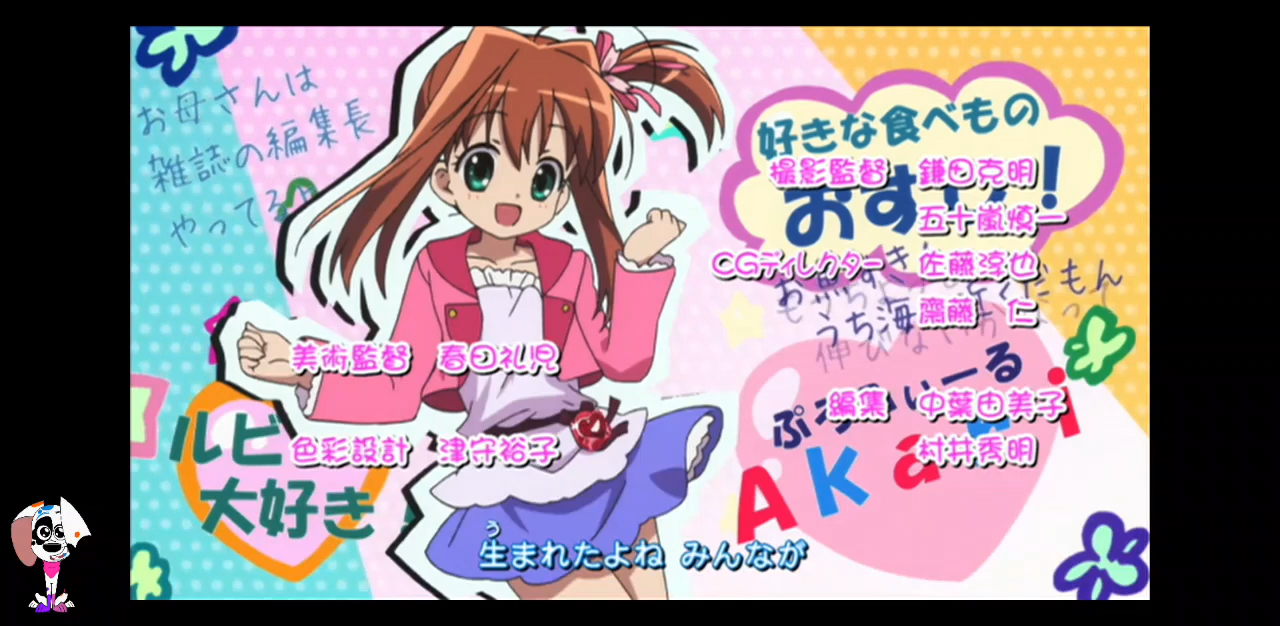 お母さんは
雑誌の編集長
やってる♪
好きな食べもの
おすし!
撮影監督 鎌田克明
五十嵐慎一
CGディレクター 佐藤涼也
齋藤 仁
美術監督 春日礼児
編集 中葉由美子
村井秀明
色彩設計 津守裕子
ぷろふぃーる
Akari
ルビー
大好き
う
生まれたよね みんなが